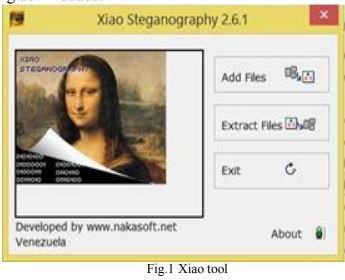 Xiao Steganography 2.6.1
XIAO
STEGANOGRAPHY
Add Files
Extract Files
Exit
Developed by www.nakasoft.net
Venezuela
About
Fig.1 Xiao tool